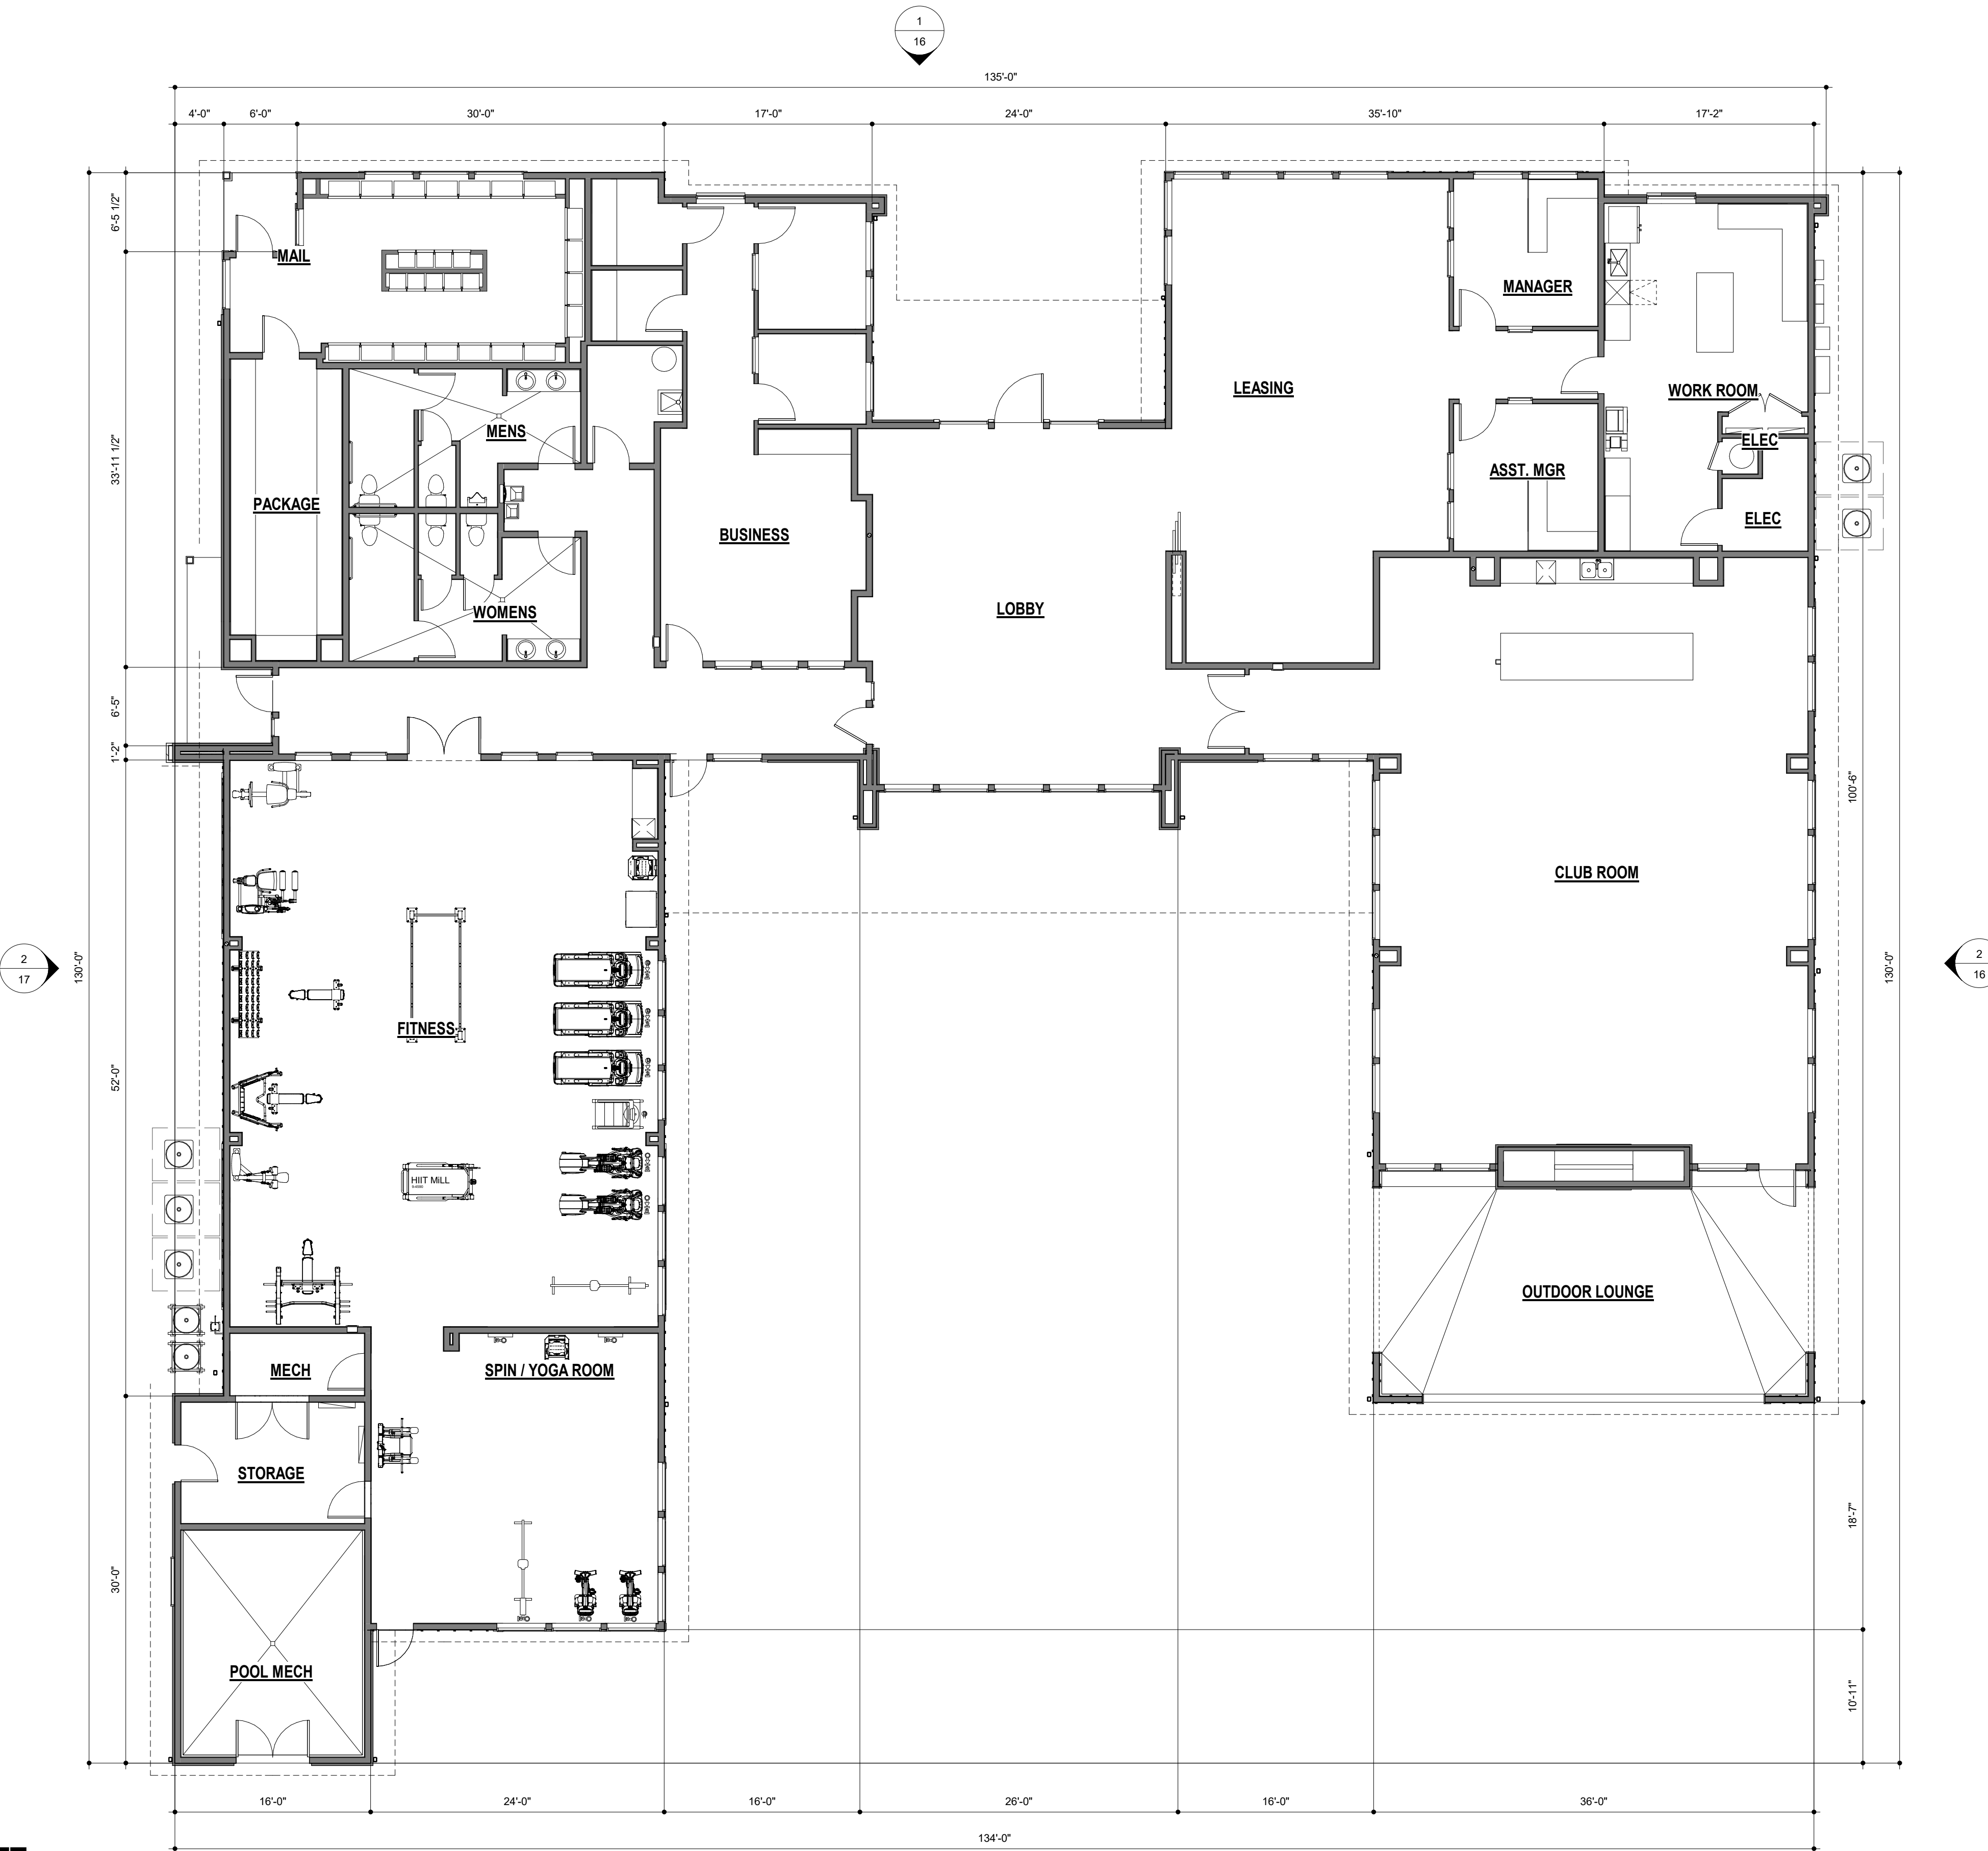 1
16
135'-0"
4'-0"
6'-0"
30'-0"
17'-0"
24'-0"
35'-10"
17'-2"
6'-5 1/2"
33'-11 1/2"
6'-5"
1'-2"
52'-0"
30'-0"
130'-0"
2
17
MAIL
MANAGER
LEASING
WORK ROOM
MENS
ELEC
ASST. MGR
PACKAGE
ELEC
BUSINESS
LOBBY
WOMENS
CLUB ROOM
FITNESS
HIIT MiLL
OUTDOOR LOUNGE
MECH
SPIN / YOGA ROOM
STORAGE
POOL MECH
100'-6"
18'-7"
10'-11"
130'-0"
2
16
16'-0"
24'-0"
16'-0"
26'-0"
16'-0"
36'-0"
134'-0"